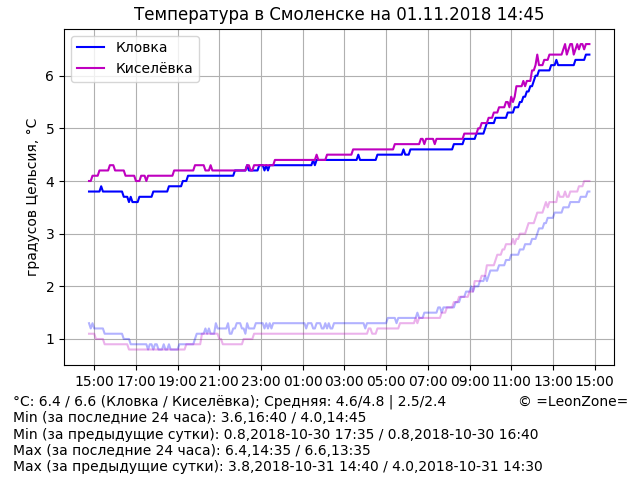 Температура в Смоленске на 01.11.2018 14:45
Кловка
Киселёвка
градусов Цельсия, °C
6
5
4
3
2
1
15:00 17:00 19:00 21:00 23:00 01:00 03:00 05:00 07:00 09:00 11:00 13:00 15:00
°C: 6.4 / 6.6 (Кловка / Киселёвка); Средняя: 4.6/4.8 | 2.5/2.4 © =LeonZone=
Min (за последние 24 часа): 3.6,16:40 / 4.0,14:45
Min (за предыдущие сутки): 0.8,2018-10-30 17:35 / 0.8,2018-10-30 16:40
Max (за последние 24 часа): 6.4,14:35 / 6.6,13:35
Max (за предыдущие сутки): 3.8,2018-10-31 14:40 / 4.0,2018-10-31 14:30